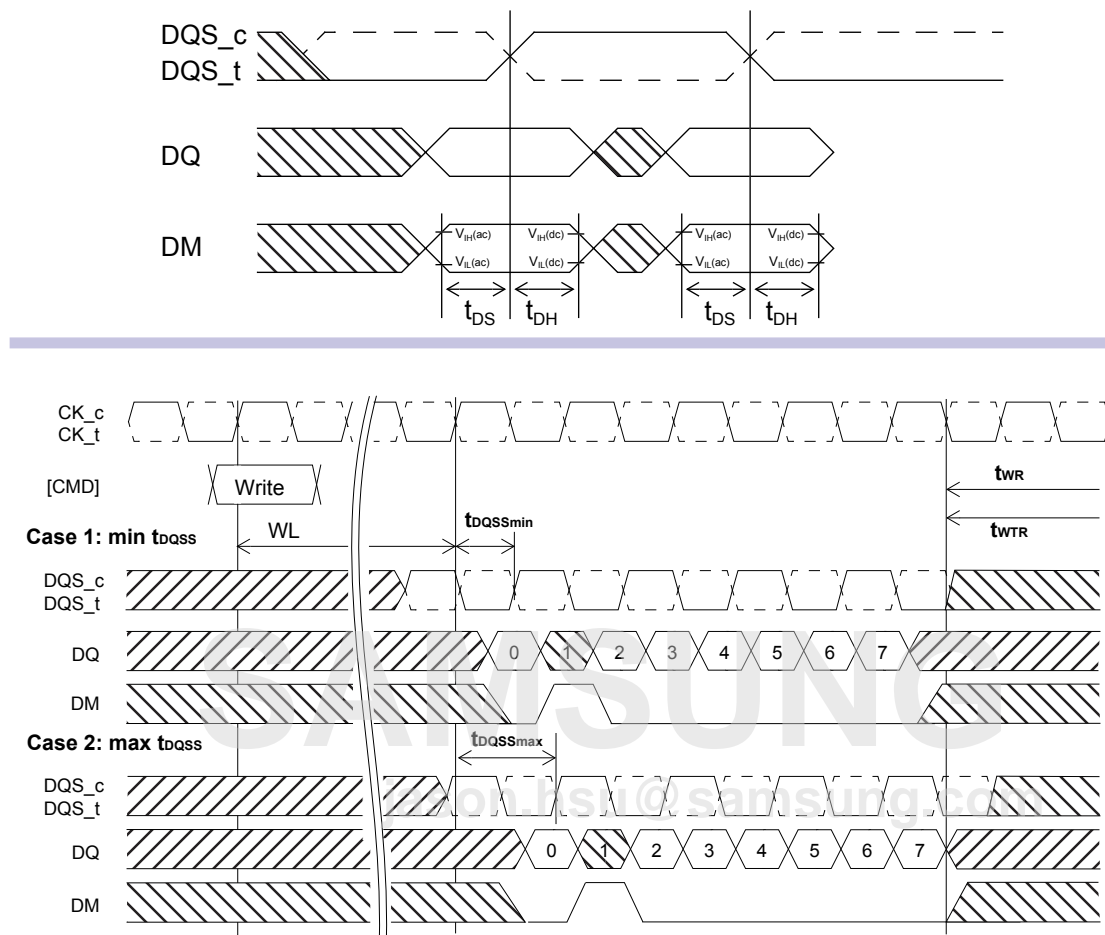 DQS_c
DQS_t
DQ
DM
VIH(ac) VIH(dc) VIH(ac) VIH(dc)
VIL(ac) VIL(dc) VIL(ac) VIL(dc)
tDS tDH tDS tDH
CK_c
CK_t
[CMD] Write tWR
Case 1: min tDQSS WL tDQSSmin tWTR
DQS_c
DQS_t
DQ 0 1 2 3 4 5 6 7
SAMSUNG
DM
Case 2: max tDQSS tDQSSmax
DQS_c
DQS_t
jason.hsu@samsung.com
DQ 0 1 2 3 4 5 6 7
DM